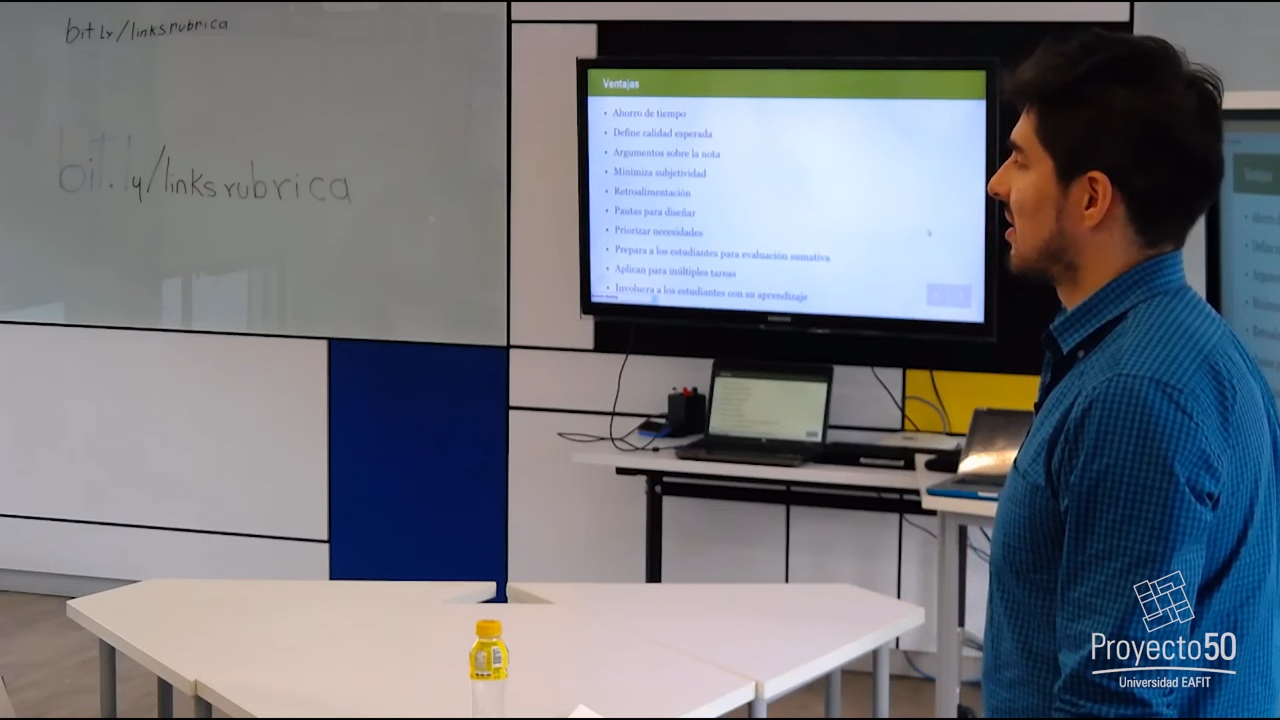 bit ly/linksrubrica
bit.ly/linksrubrica
Ventajas
• Ahorro de tiempo
• Define calidad esperada
• Argumentos sobre la nota
• Minimiza subjetividad
• Retroalimentación
• Pautas para diseñar
• Priorizar necesidades
• Prepara a los estudiantes para evaluación sumativa
• Aplican para múltiples tareas
• Involucra a los estudiantes con su aprendizaje
SAMSUNG
Proyecto50
Universidad EAFIT